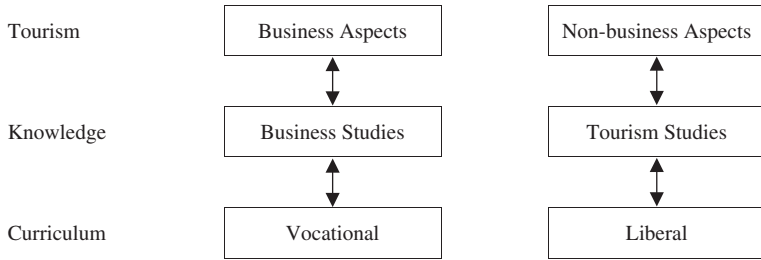 Tourism Business Aspects Non-business Aspects
Knowledge Business Studies Tourism Studies
Curriculum Vocational Liberal